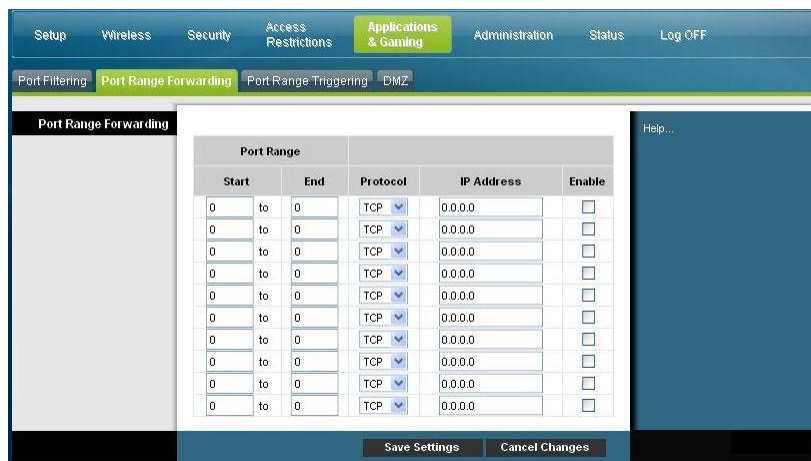 Setup Wireless Security Access Restrictions Applications & Gaming Administration Status Log OFF
Port Filtering Port Range Forwarding Port Range Triggering DMZ
Port Range Forwarding
Help...
Port Range
Start End Protocol IP Address Enable
0 to 0 TCP 0.0.0.0
0 to 0 TCP 0.0.0.0
0 to 0 TCP 0.0.0.0
0 to 0 TCP 0.0.0.0
0 to 0 TCP 0.0.0.0
0 to 0 TCP 0.0.0.0
0 to 0 TCP 0.0.0.0
0 to 0 TCP 0.0.0.0
0 to 0 TCP 0.0.0.0
0 to 0 TCP 0.0.0.0
Save Settings Cancel Changes